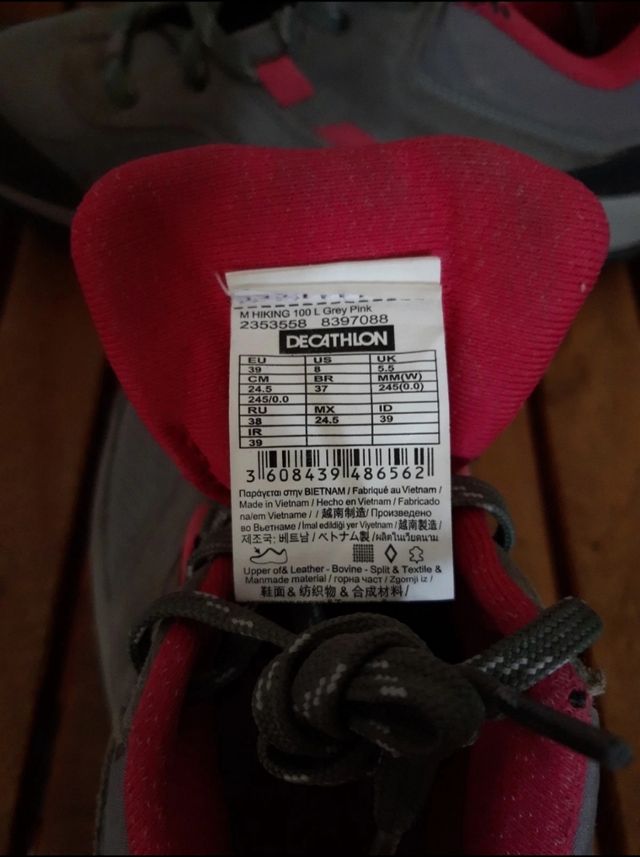 M HIKING 100 L Grey Pink
2353558 8397088
DECATHLON
EU US UK
39 8 5.5
CM BR MM(W)
24.5 37 245(0.0)
245/0.0
RU MX ID
38 24.5 39
IR
39
3 608439 486562
Παράγεται στην ΒΙΕΤΝΑΜ / Fabriqué au Vietnam /
Made in Vietnam / Hecho en Vietnam / Fabricado
na/em Vietname / / 越南制造/ Произведено
во Вьетнаме / İmal edildiği yer Viyetnam / 越南製造/
제조국: 베트남 / ベトナム製 /ผลิตในเวียดนาม
Upper of& Leather - Bovine - Split & Textile &
Manmade material / горна част / Zgornji iz /
鞋面 & 纺织物 & 合成材料/